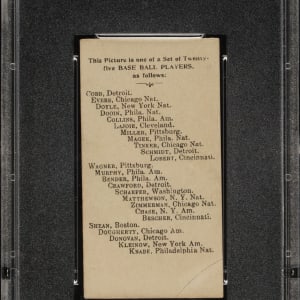 This Picture is one of a Set of Twenty-
five BASE BALL PLAYERS,
as follows:
COBB, Detroit.
EVERS, Chicago Nat.
DOYLE, New York Nat.
DOOIN, Phila. Nat.
COLLINS, Phila. Am.
LAJOIE, Cleveland.
MILLER, Pittsburg.
MAGEE, Phila. Nat.
TINKER, Chicago Nat.
SCHMIDT, Detroit.
LOBERT, Cincinnati.
WAGNER, Pittsburg.
MURPHY, Phila. Am.
BENDER, Phila. Am.
CRAWFORD, Detroit.
SCHAEFER, Washington.
MATTHEWSON, N. Y. Nat.
ZIMMERMAN, Chicago Nat.
CHASE, N. Y. Am.
BESCHER, Cincinnati.
SHEAN, Boston.
DOUGHERTY, Chicago Am.
DONOVAN, Detroit.
KLEINOW, New York Am.
KNABE, Philadelphia Nat.